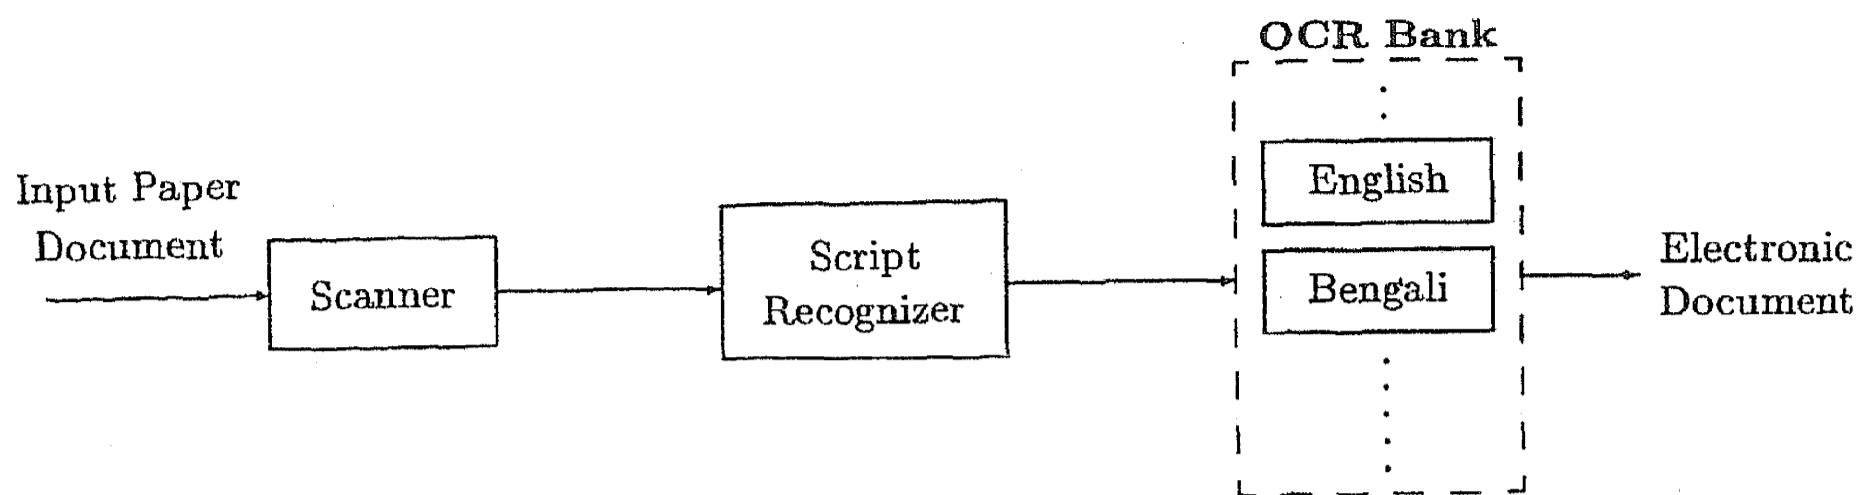 OCR Bank
English
Bengali
Input Paper
Document
Scanner
Script
Recognizer
Electronic
Document